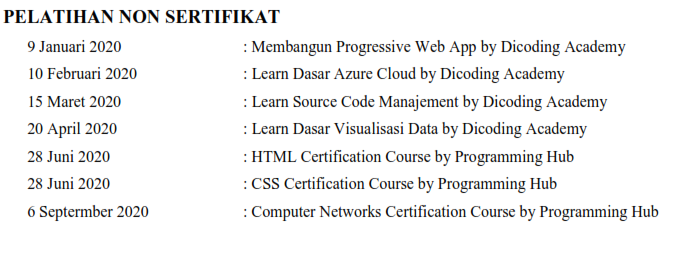 PELATIHAN NON SERTIFIKAT
9 Januari 2020 : Membangun Progressive Web App by Dicoding Academy
10 Februari 2020 : Learn Dasar Azure Cloud by Dicoding Academy
15 Maret 2020 : Learn Source Code Manajement by Dicoding Academy
20 April 2020 : Learn Dasar Visualisasi Data by Dicoding Academy
28 Juni 2020 : HTML Certification Course by Programming Hub
28 Juni 2020 : CSS Certification Course by Programming Hub
6 Septermber 2020 : Computer Networks Certification Course by Programming Hub